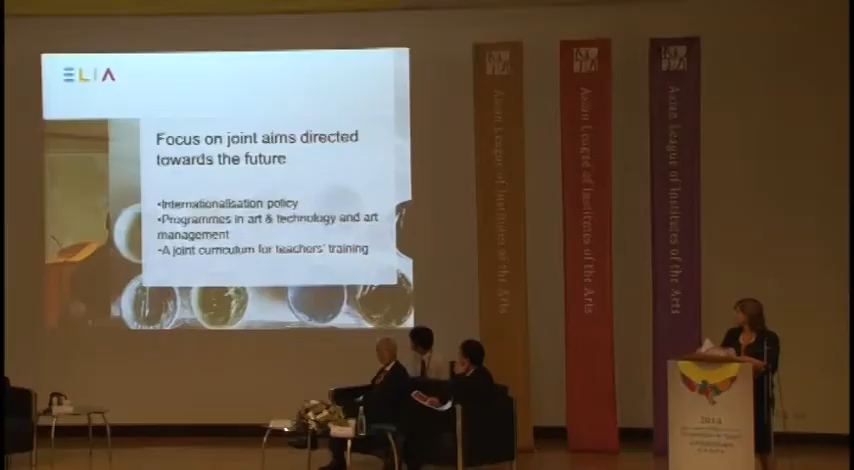 ELIA
Focus on joint aims directed
towards the future
•Internationalisation policy
•Programmes in art & technology and art
management
•A joint curriculum for teachers' training
Asian League of Institutes of the Arts
Asian League of Institutes of the Arts
Asian League of Institutes of the Arts